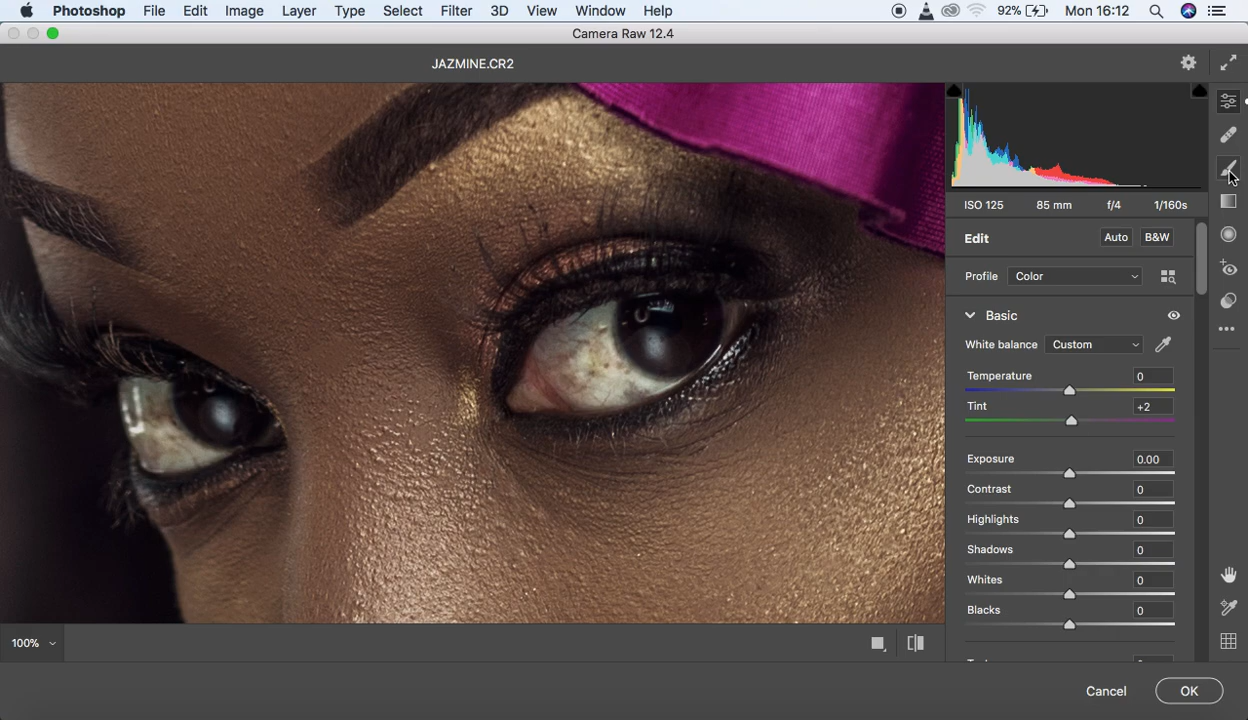 Photoshop File Edit Image Layer Type Select Filter 3D View Window Help 92% Mon 16:12
Camera Raw 12.4
JAZMINE.CR2
ISO 125 85 mm f/4 1/160s
Edit Auto B&W
Profile Color
Basic
White balance Custom
Temperature 0
Tint +2
Exposure 0.00
Contrast 0
Highlights 0
Shadows 0
Whites 0
Blacks 0
100%
Cancel OK